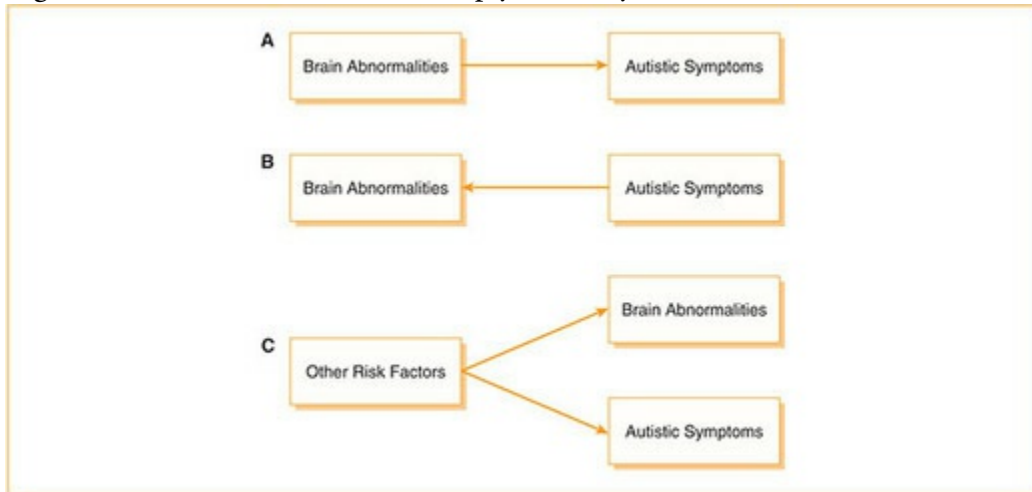 A
Brain Abnormalities
Autistic Symptoms
B
Brain Abnormalities
Autistic Symptoms
C
Other Risk Factors
Brain Abnormalities
Autistic Symptoms